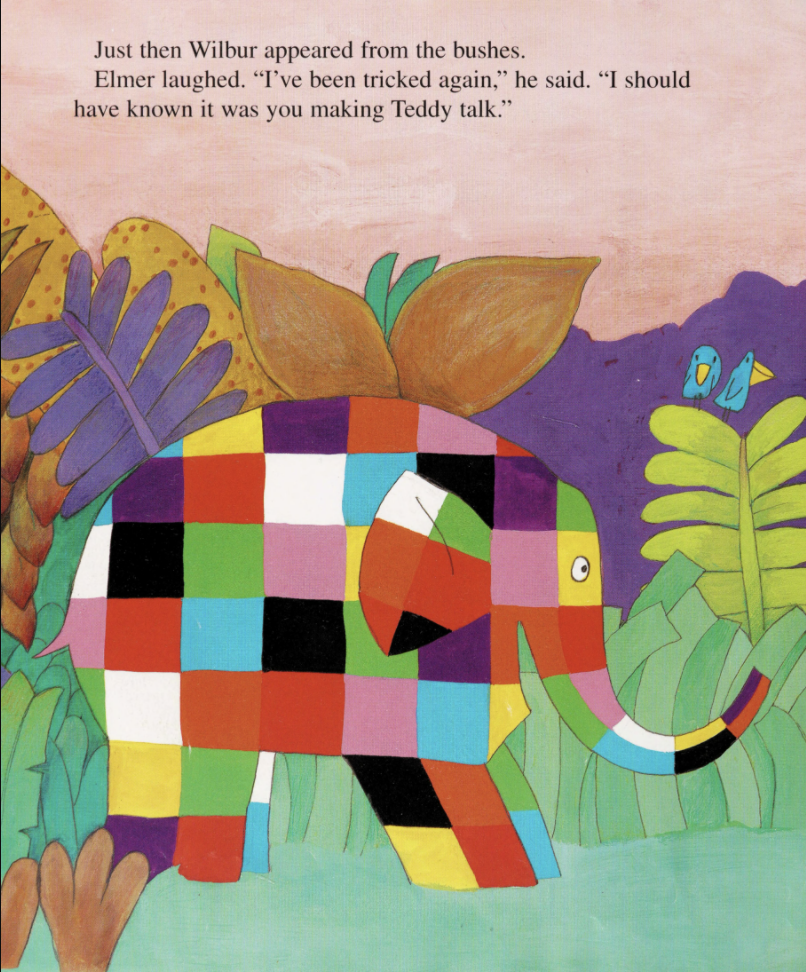 Just then Wilbur appeared from the bushes.
Elmer laughed. “I’ve been tricked again,” he said. “I should
have known it was you making Teddy talk.”